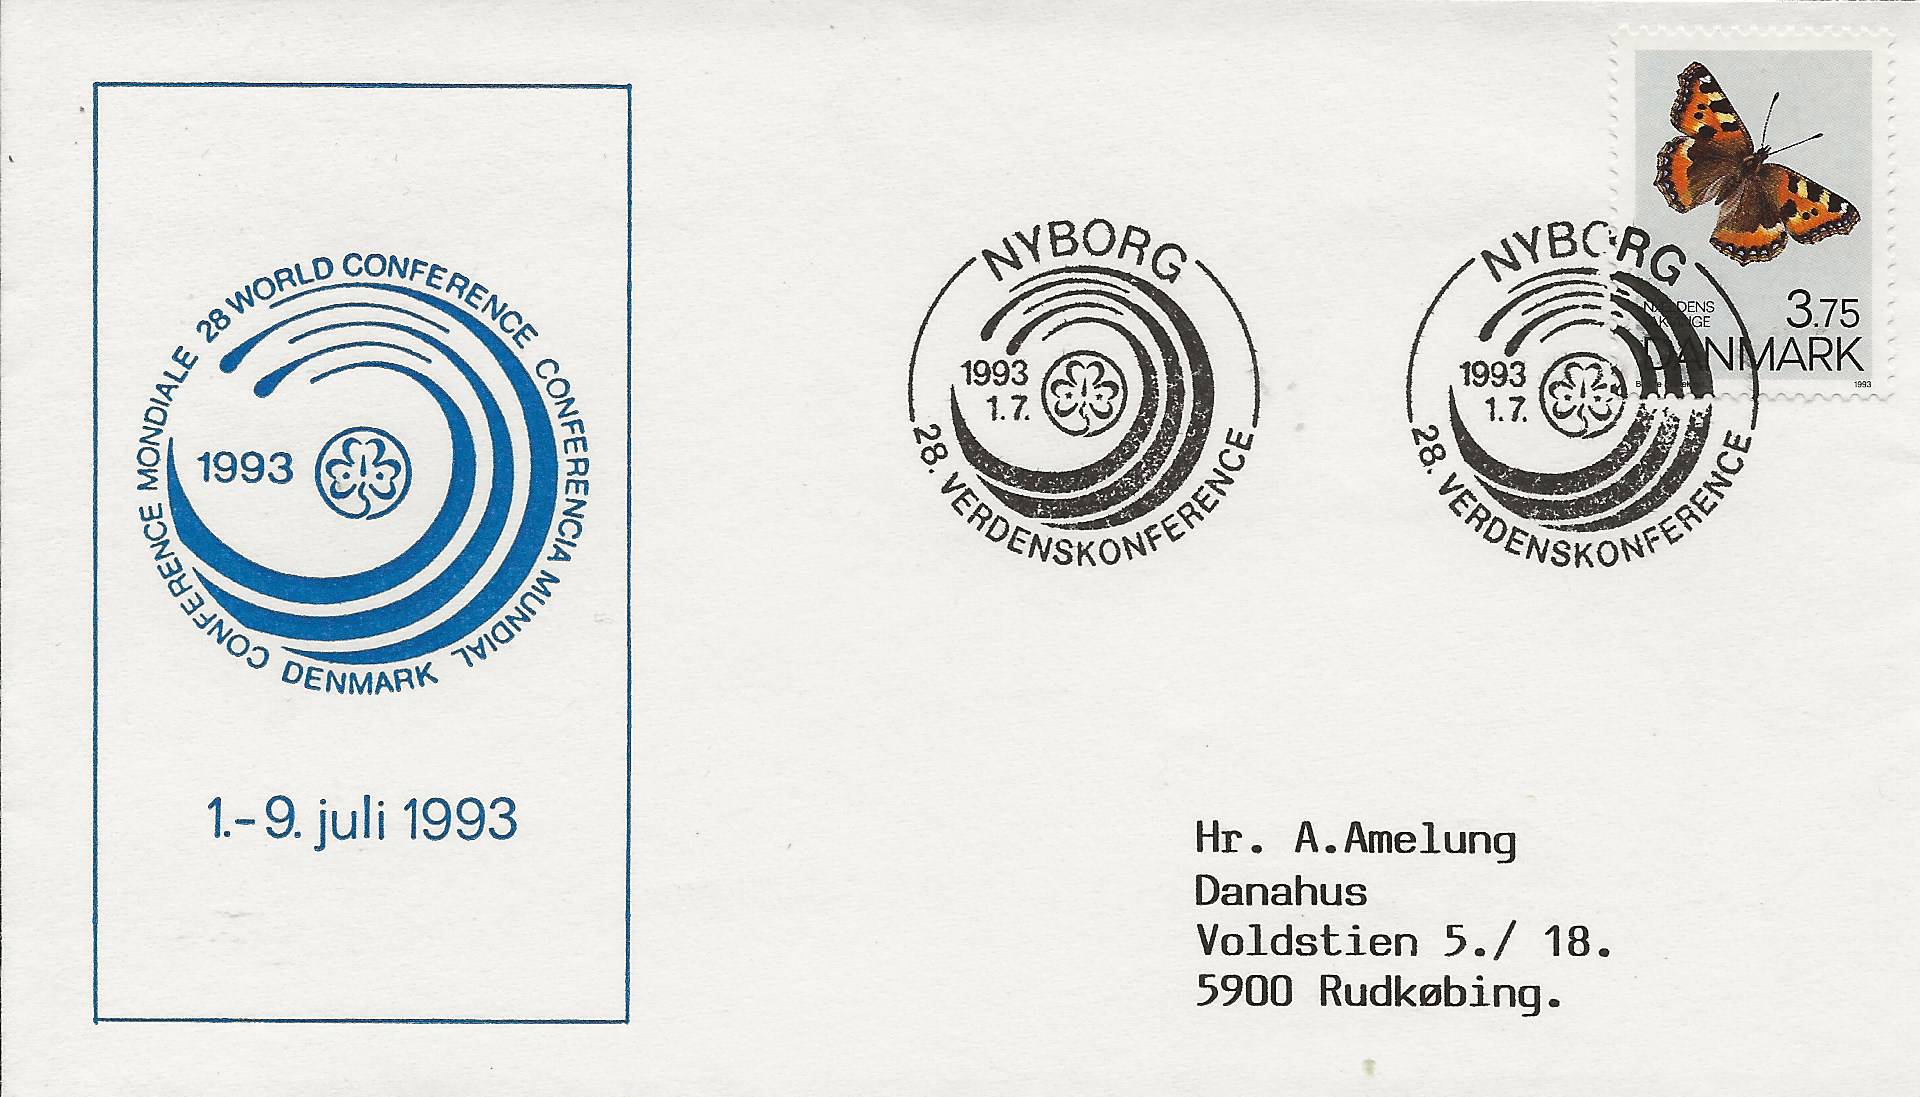 28 WORLD CONFERENCE CONFERENCIA MUNDIAL DENMARK CONFERENCE MONDIALE
1993
1.-9. juli 1993
NYBORG
1993
1.7.
28. VERDENSKONFERENCE
NYBORG
1993
1.7.
28. VERDENSKONFERENCE
3.75
DANMARK
1993
Hr. A.Amelung
Danahus
Voldstien 5./ 18.
5900 Rudkøbing.